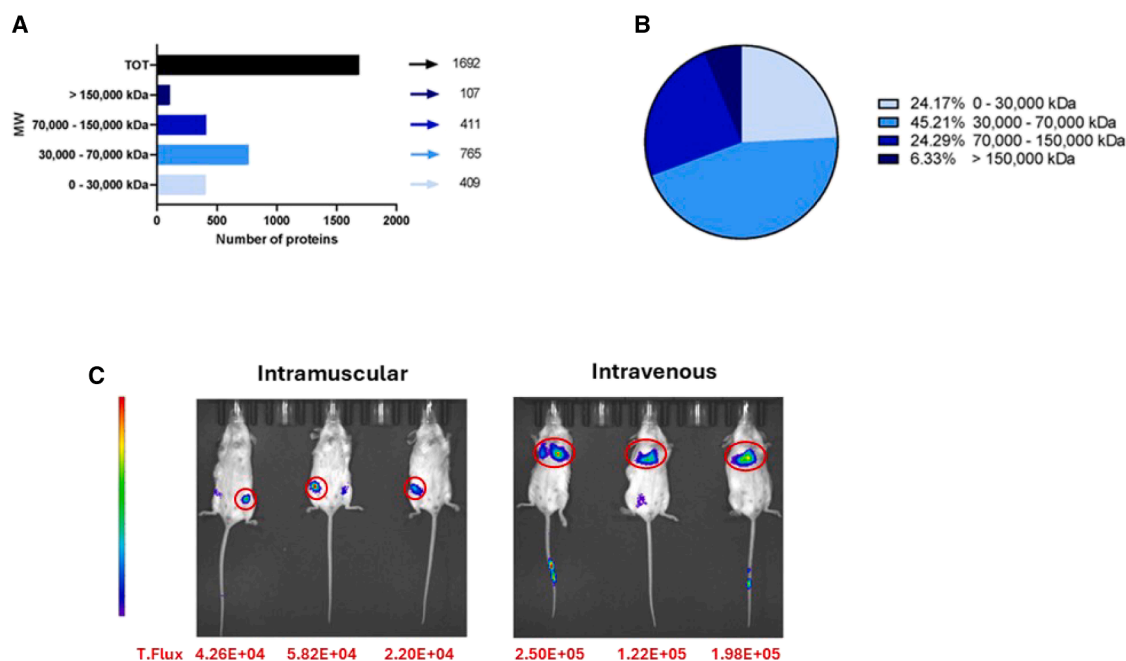 A
TOT 1692
> 150,000 kDa 107
70,000 - 150,000 kDa 411
30,000 - 70,000 kDa 765
0 - 30,000 kDa 409
MW
0 500 1000 1500 2000
Number of proteins
B
24.17% 0 - 30,000 kDa
45.21% 30,000 - 70,000 kDa
24.29% 70,000 - 150,000 kDa
6.33% > 150,000 kDa
C
Intramuscular
Intravenous
T.Flux 4.26E+04 5.82E+04 2.20E+04 2.50E+05 1.22E+05 1.98E+05